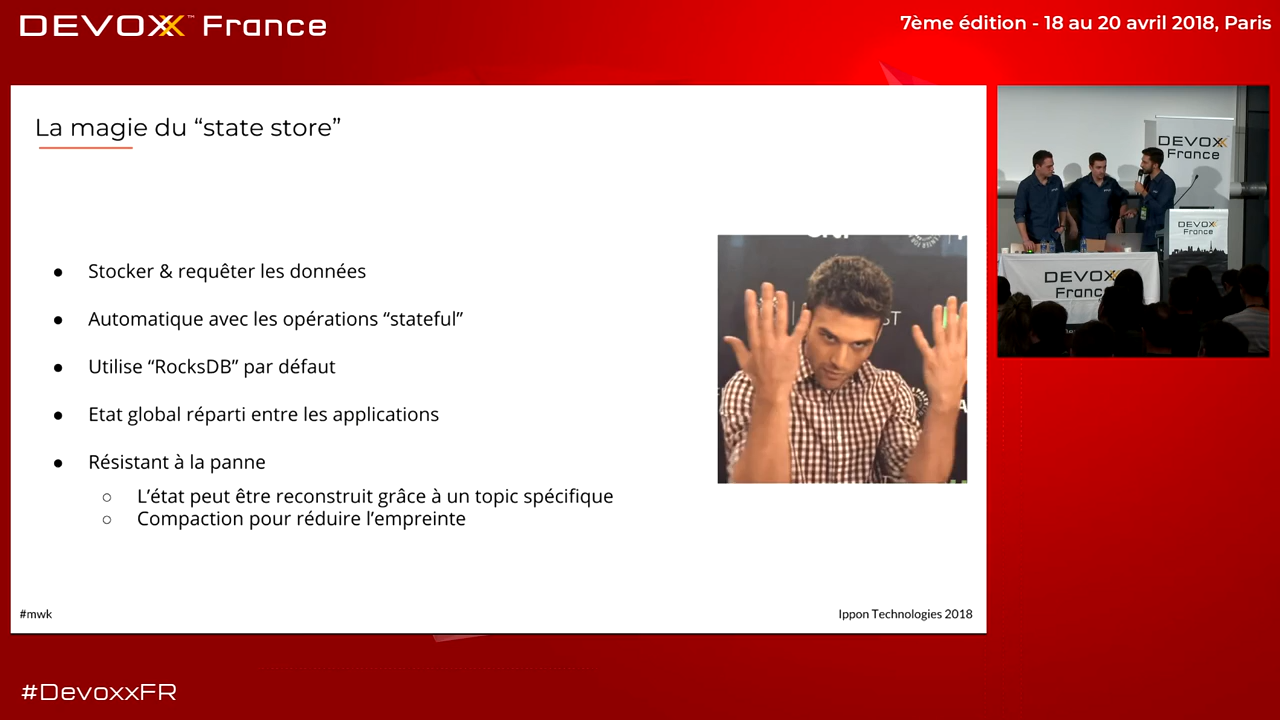 DEVOXX™ France
7ème édition - 18 au 20 avril 2018, Paris
La magie du “state store”
● Stocker & requêter les données
● Automatique avec les opérations “stateful”
● Utilise “RocksDB” par défaut
● Etat global réparti entre les applications
● Résistant à la panne
○ L’état peut être reconstruit grâce à un topic spécifique
○ Compaction pour réduire l’empreinte
#mwk
Ippon Technologies 2018
DEVOXX
France
DEVOXX
France
DEVOXX
France
#DevoxxFR